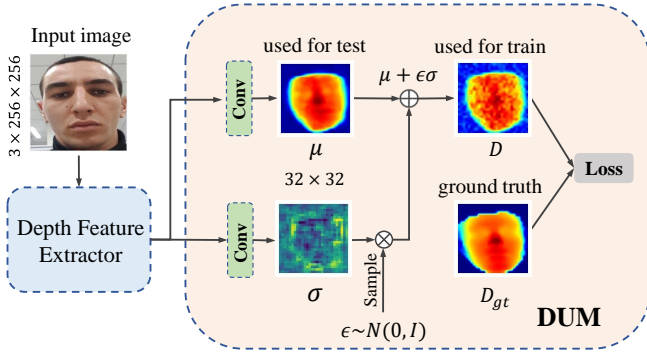 Input image
3 × 256 × 256
Depth Feature
Extractor
Conv
Conv
used for test
μ
32 × 32
σ
μ + ϵσ
Sample
ϵ~N(0, I)
used for train
D
ground truth
D_gt
Loss
DUM